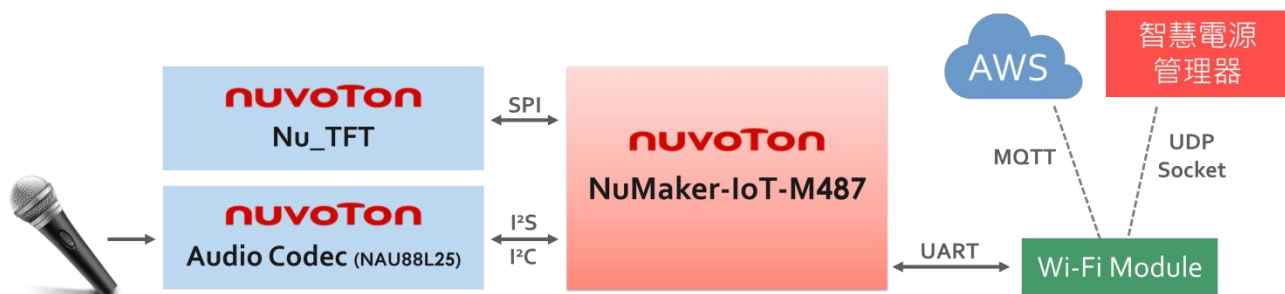 nuvoTon
Nu_TFT
SPI
nuvoTon
Audio Codec (NAU88L25)
I²S
I²C
nuvoTon
NuMaker-IoT-M487
UART
AWS
智慧電源
管理器
MQTT
UDP
Socket
Wi-Fi Module